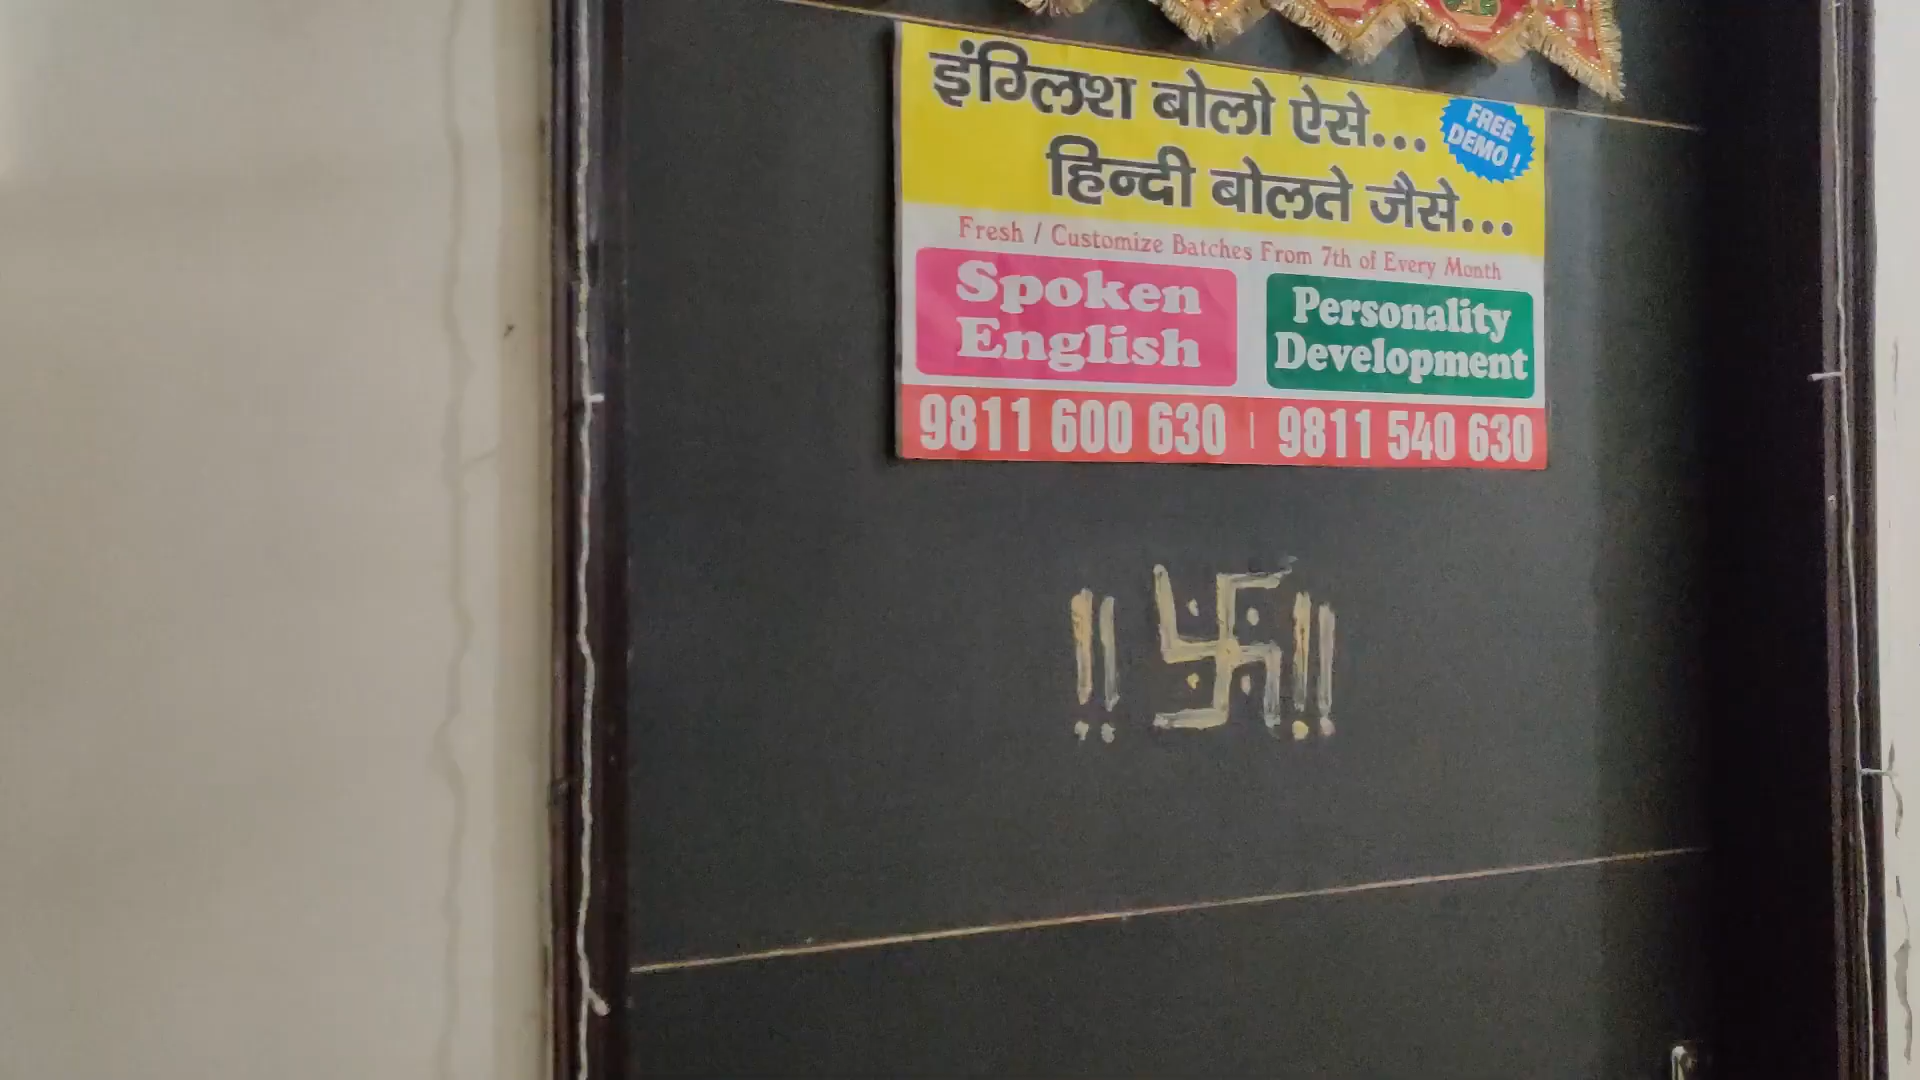 इंग्लिश बोलो ऐसे...
FREE
DEMO !
हिन्दी बोलते जैसे...
Fresh / Customize Batches From 7th of Every Month
Spoken
English
Personality
Development
9811 600 630 | 9811 540 630
!! 卐 !!